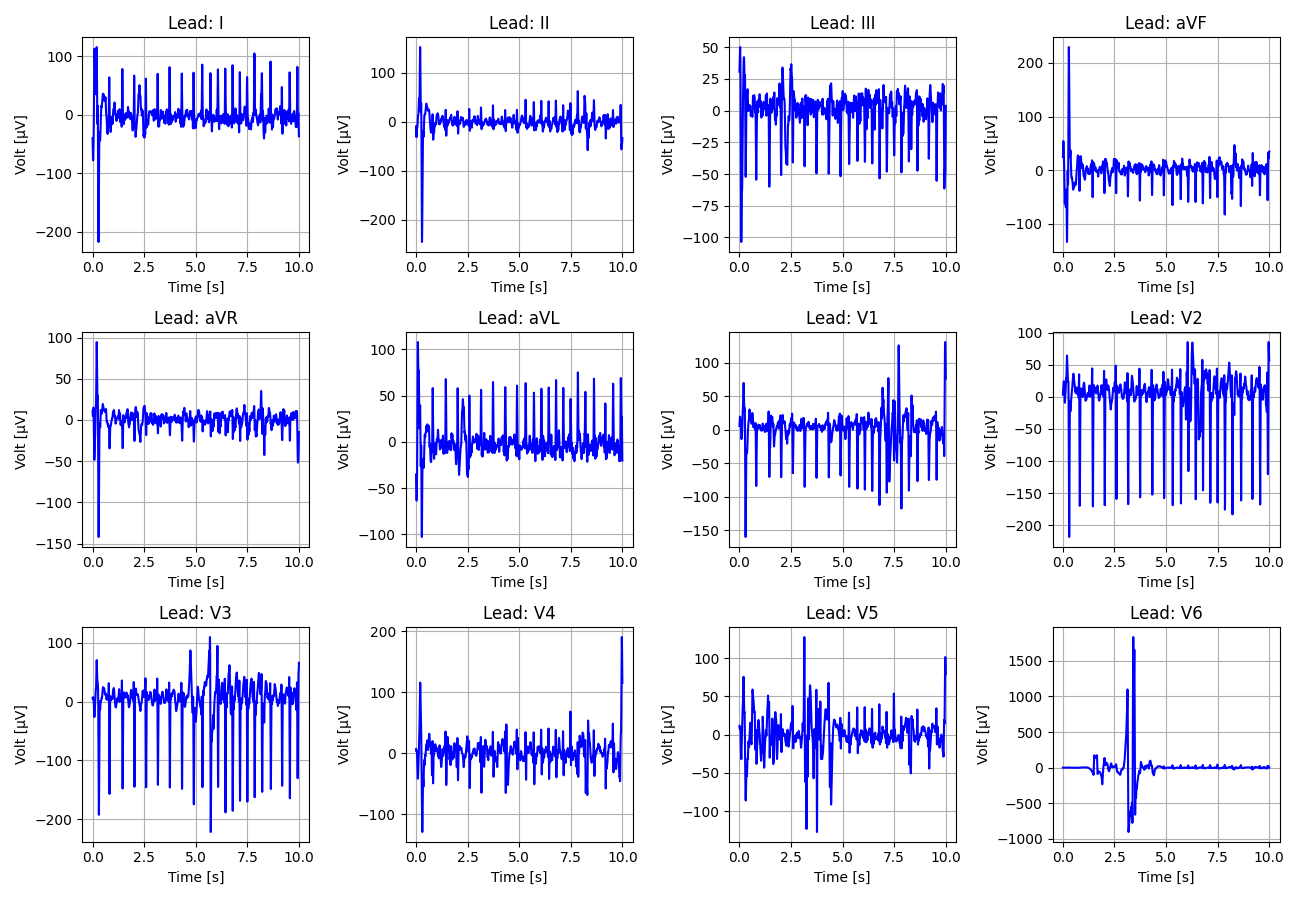 Lead: I
Lead: II
Lead: III
Lead: aVF
100
0
−100
−200
Volt [µV]
0.0 2.5 5.0 7.5 10.0
Time [s]
100
0
−100
−200
Volt [µV]
0.0 2.5 5.0 7.5 10.0
Time [s]
50
25
0
−25
−50
−75
−100
Volt [µV]
0.0 2.5 5.0 7.5 10.0
Time [s]
200
100
0
−100
Volt [µV]
0.0 2.5 5.0 7.5 10.0
Time [s]
Lead: aVR
Lead: aVL
Lead: V1
Lead: V2
100
50
0
−50
−100
−150
Volt [µV]
0.0 2.5 5.0 7.5 10.0
Time [s]
100
50
0
−50
−100
Volt [µV]
0.0 2.5 5.0 7.5 10.0
Time [s]
100
50
0
−50
−100
−150
Volt [µV]
0.0 2.5 5.0 7.5 10.0
Time [s]
100
50
0
−50
−100
−150
−200
Volt [µV]
0.0 2.5 5.0 7.5 10.0
Time [s]
Lead: V3
Lead: V4
Lead: V5
Lead: V6
100
0
−100
−200
Volt [µV]
0.0 2.5 5.0 7.5 10.0
Time [s]
200
100
0
−100
Volt [µV]
0.0 2.5 5.0 7.5 10.0
Time [s]
100
50
0
−50
−100
Volt [µV]
0.0 2.5 5.0 7.5 10.0
Time [s]
1500
1000
500
0
−500
−1000
Volt [µV]
0.0 2.5 5.0 7.5 10.0
Time [s]